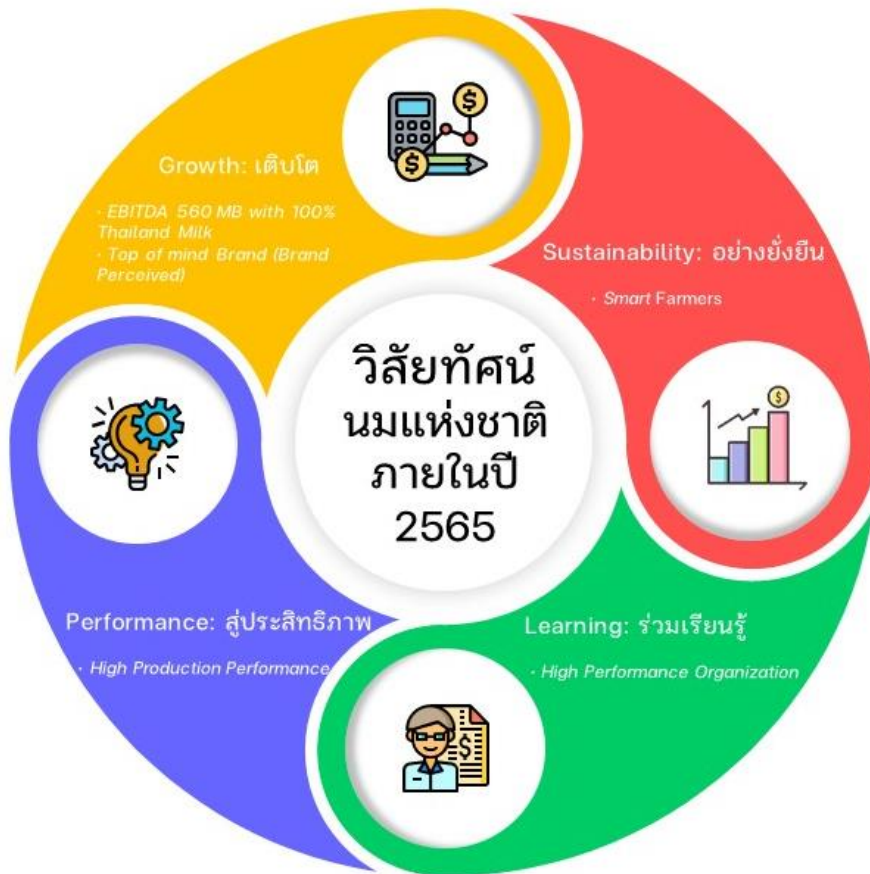 Growth: เติบโต
· EBITDA 560 MB with 100%
Thailand Milk
· Top of mind Brand (Brand
Perceived)
Sustainability: อย่างยั่งยืน
· Smart Farmers
วิสัยทัศน์
นมแห่งชาติ
ภายในปี
2565
Performance: สู่ประสิทธิภาพ
· High Production Performance
Learning: ร่วมเรียนรู้
· High Performance Organization